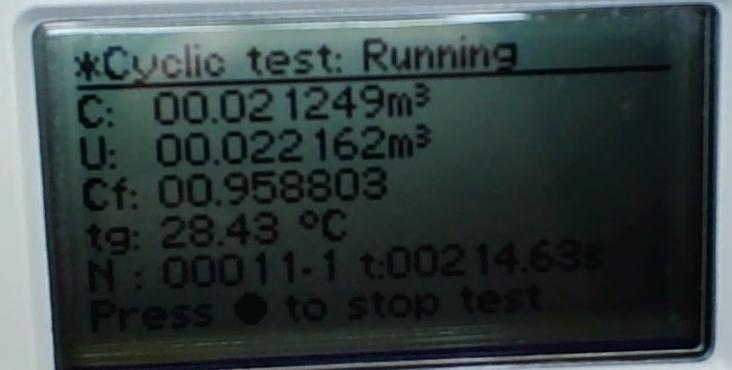 *Cyclic test: Running
C: 00.021249m³
U: 00.022162m³
Cf: 00.958803
tg: 28.43 °C
N : 00011-1 t:00214.63s
Press ● to stop test